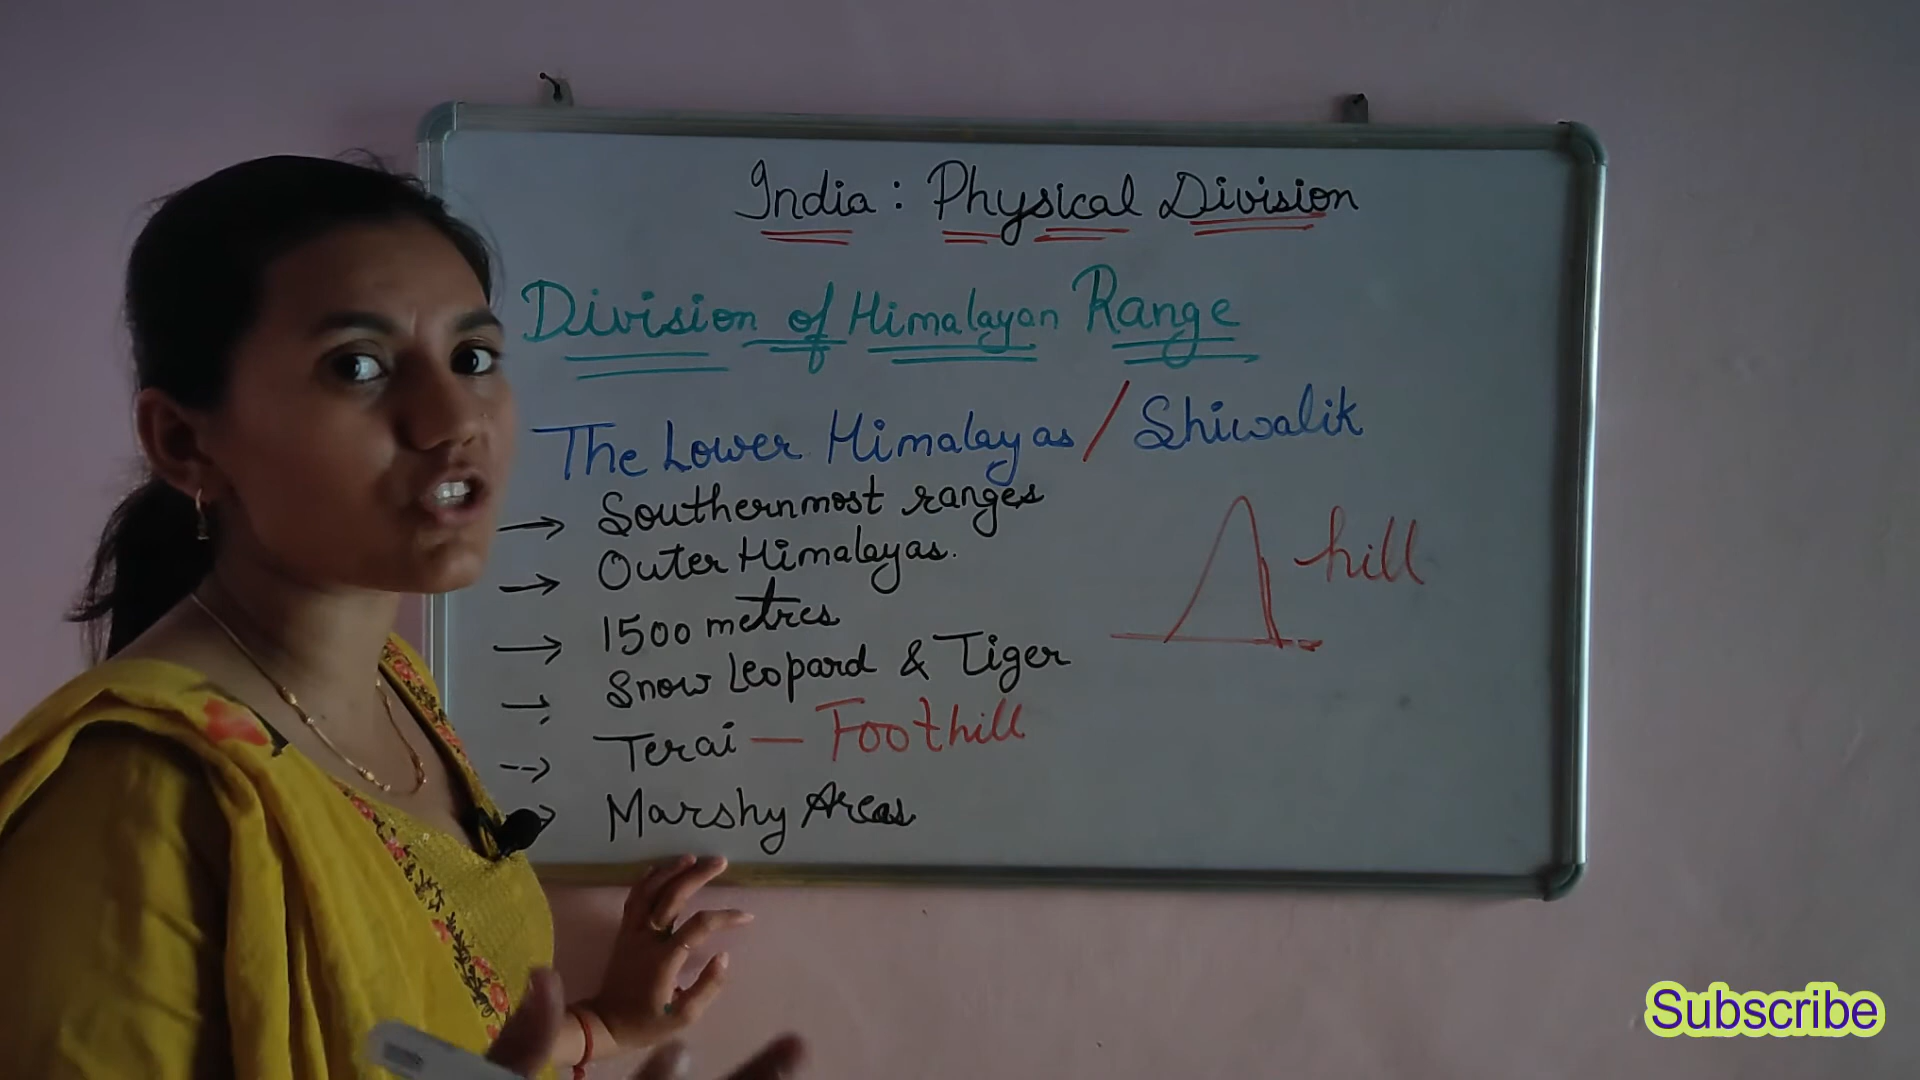 India : Physical Division
Division of Himalayan Range
The Lower Himalayas / Shiwalik
→ Southernmost ranges
→ Outer Himalayas.
→ 1500 metres
→ Snow Leopard & Tiger
--> Terai — Foothill
→ Marshy Areas
hill
Subscribe